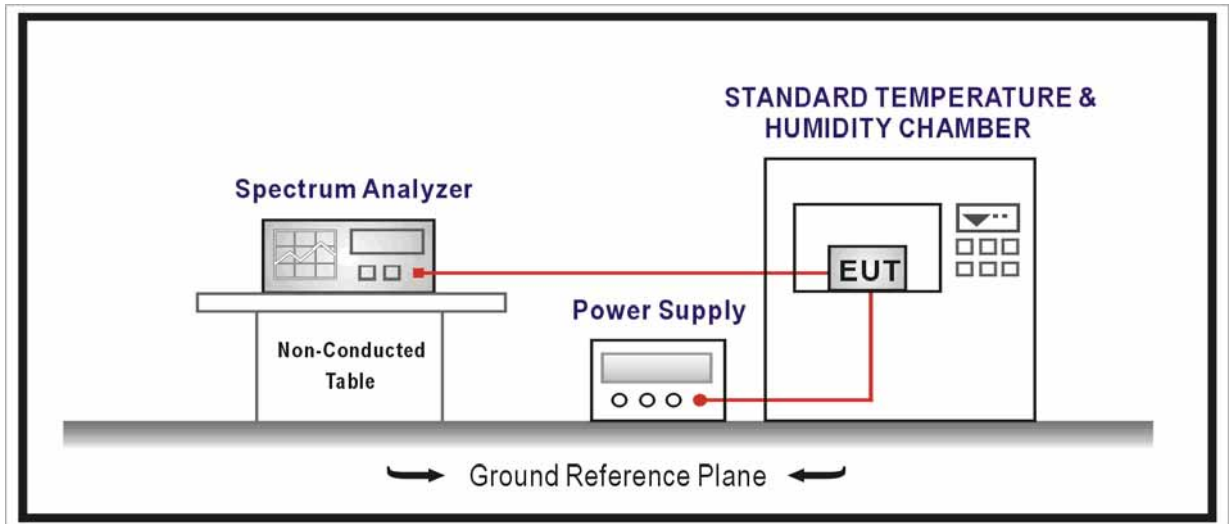 STANDARD TEMPERATURE &
HUMIDITY CHAMBER
Spectrum Analyzer
EUT
Power Supply
Non-Conducted
Table
Ground Reference Plane